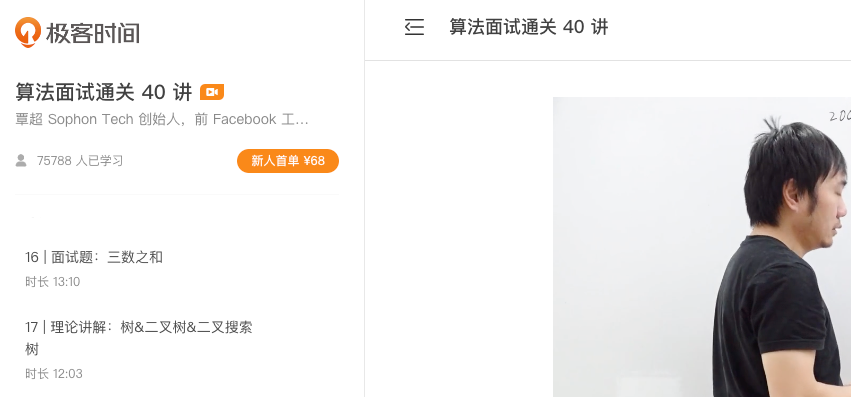 极客时间
算法面试通关 40 讲
覃超 Sophon Tech 创始人，前 Facebook 工…
75788 人已学习
新人首单 ¥68
16 | 面试题：三数之和
时长 13:10
17 | 理论讲解：树&二叉树&二叉搜索
树
时长 12:03
算法面试通关 40 讲